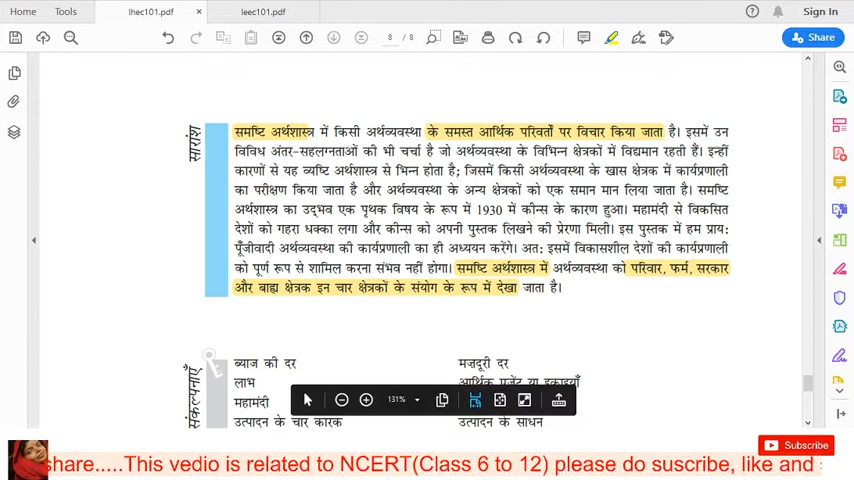 Home Tools lhec101.pdf × leec101.pdf Sign In
8 / 8 Share
सारांश
समष्टि अर्थशास्त्र में किसी अर्थव्यवस्था के समस्त आर्थिक परिवर्तों पर विचार किया जाता है। इसमें उन
विविध अंतर-सहलग्नताओं की भी चर्चा है जो अर्थव्यवस्था के विभिन्न क्षेत्रकों में विद्यमान रहती हैं। इन्हीं
कारणों से यह व्यष्टि अर्थशास्त्र से भिन्न होता है; जिसमें किसी अर्थव्यवस्था के खास क्षेत्रक में कार्यप्रणाली
का परीक्षण किया जाता है और अर्थव्यवस्था के अन्य क्षेत्रकों को एक समान मान लिया जाता है। समष्टि
अर्थशास्त्र का उद्‌भव एक पृथक विषय के रूप में 1930 में कीन्स के कारण हुआ। महामंदी से विकसित
देशों को गहरा धक्का लगा और कीन्स को अपनी पुस्तक लिखने की प्रेरणा मिली। इस पुस्तक में हम प्राय:
पूँजीवादी अर्थव्यवस्था की कार्यप्रणाली का ही अध्ययन करेंगे। अत: इसमें विकासशील देशों की कार्यप्रणाली
को पूर्ण रूप से शामिल करना संभव नहीं होगा। समष्टि अर्थशास्त्र में अर्थव्यवस्था को परिवार, फर्म, सरकार
और वाह्य क्षेत्रक इन चार क्षेत्रकों के संयोग के रूप में देखा जाता है।
संकल्पनाएँ
ब्याज की दर मज़दूरी दर
लाभ आर्थिक एजेंट या इकाइयाँ
महामंदी
131%
उत्पादन के चार कारक उत्पादन के साधन
Subscribe
share.....This vedio is related to NCERT(Class 6 to 12) please do suscribe, like and